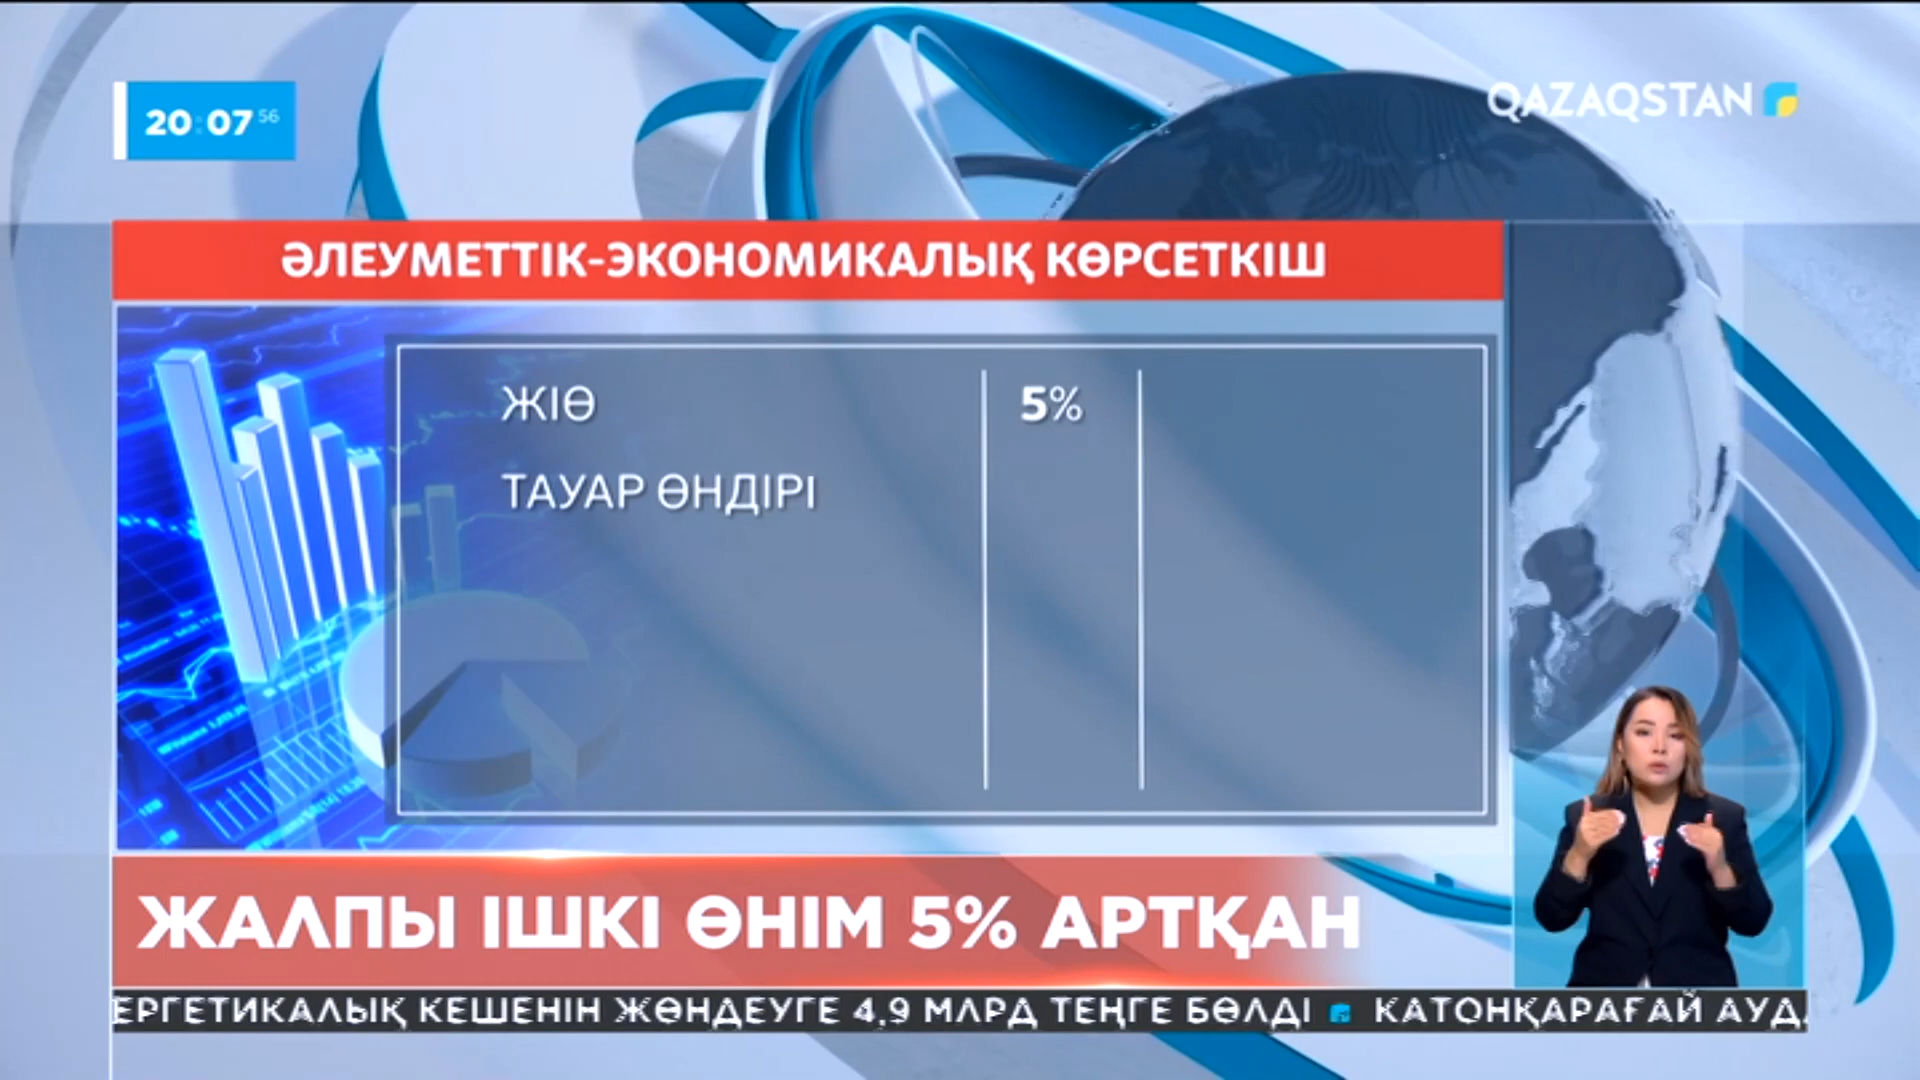 20:07 56
QAZAQSTAN
ӘЛЕУМЕТТІК-ЭКОНОМИКАЛЫҚ КӨРСЕТКІШ
ЖІӨ 5%
ТАУАР ӨНДІРІ
ЖАЛПЫ ІШКІ ӨНІМ 5% АРТҚАН
ЕРГЕТИКАЛЫҚ КЕШЕНІН ЖӨНДЕУГЕ 4,9 МЛРД ТЕҢГЕ БӨЛДІ КАТОНҚАРАҒАЙ АУД